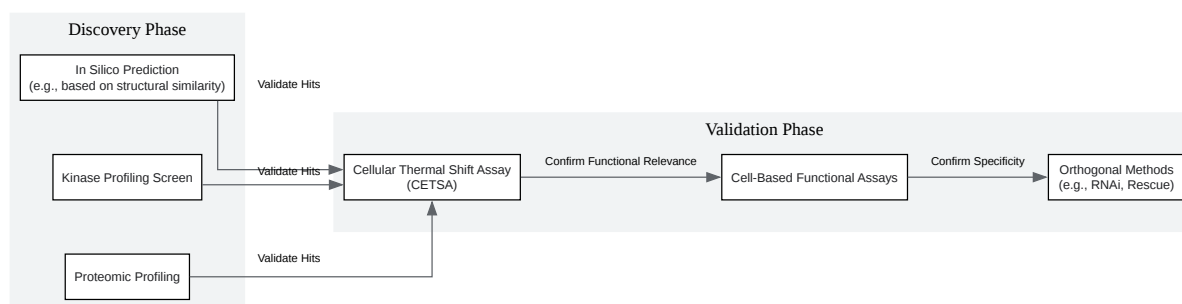 Discovery Phase
In Silico Prediction
(e.g., based on structural similarity)
Validate Hits
Validation Phase
Kinase Profiling Screen
Validate Hits
Cellular Thermal Shift Assay
(CETSA)
Confirm Functional Relevance
Cell-Based Functional Assays
Confirm Specificity
Orthogonal Methods
(e.g., RNAi, Rescue)
Proteomic Profiling
Validate Hits